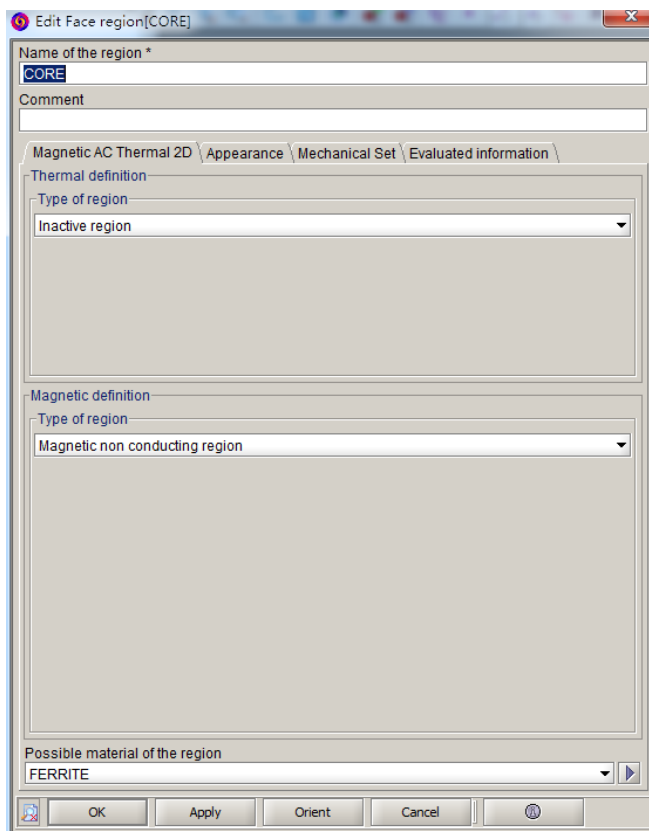 Edit Face region[CORE]
Name of the region *
CORE
Comment
Magnetic AC Thermal 2D Appearance Mechanical Set Evaluated information
Thermal definition
Type of region
Inactive region
Magnetic definition
Type of region
Magnetic non conducting region
Possible material of the region
FERRITE
OK Apply Orient Cancel